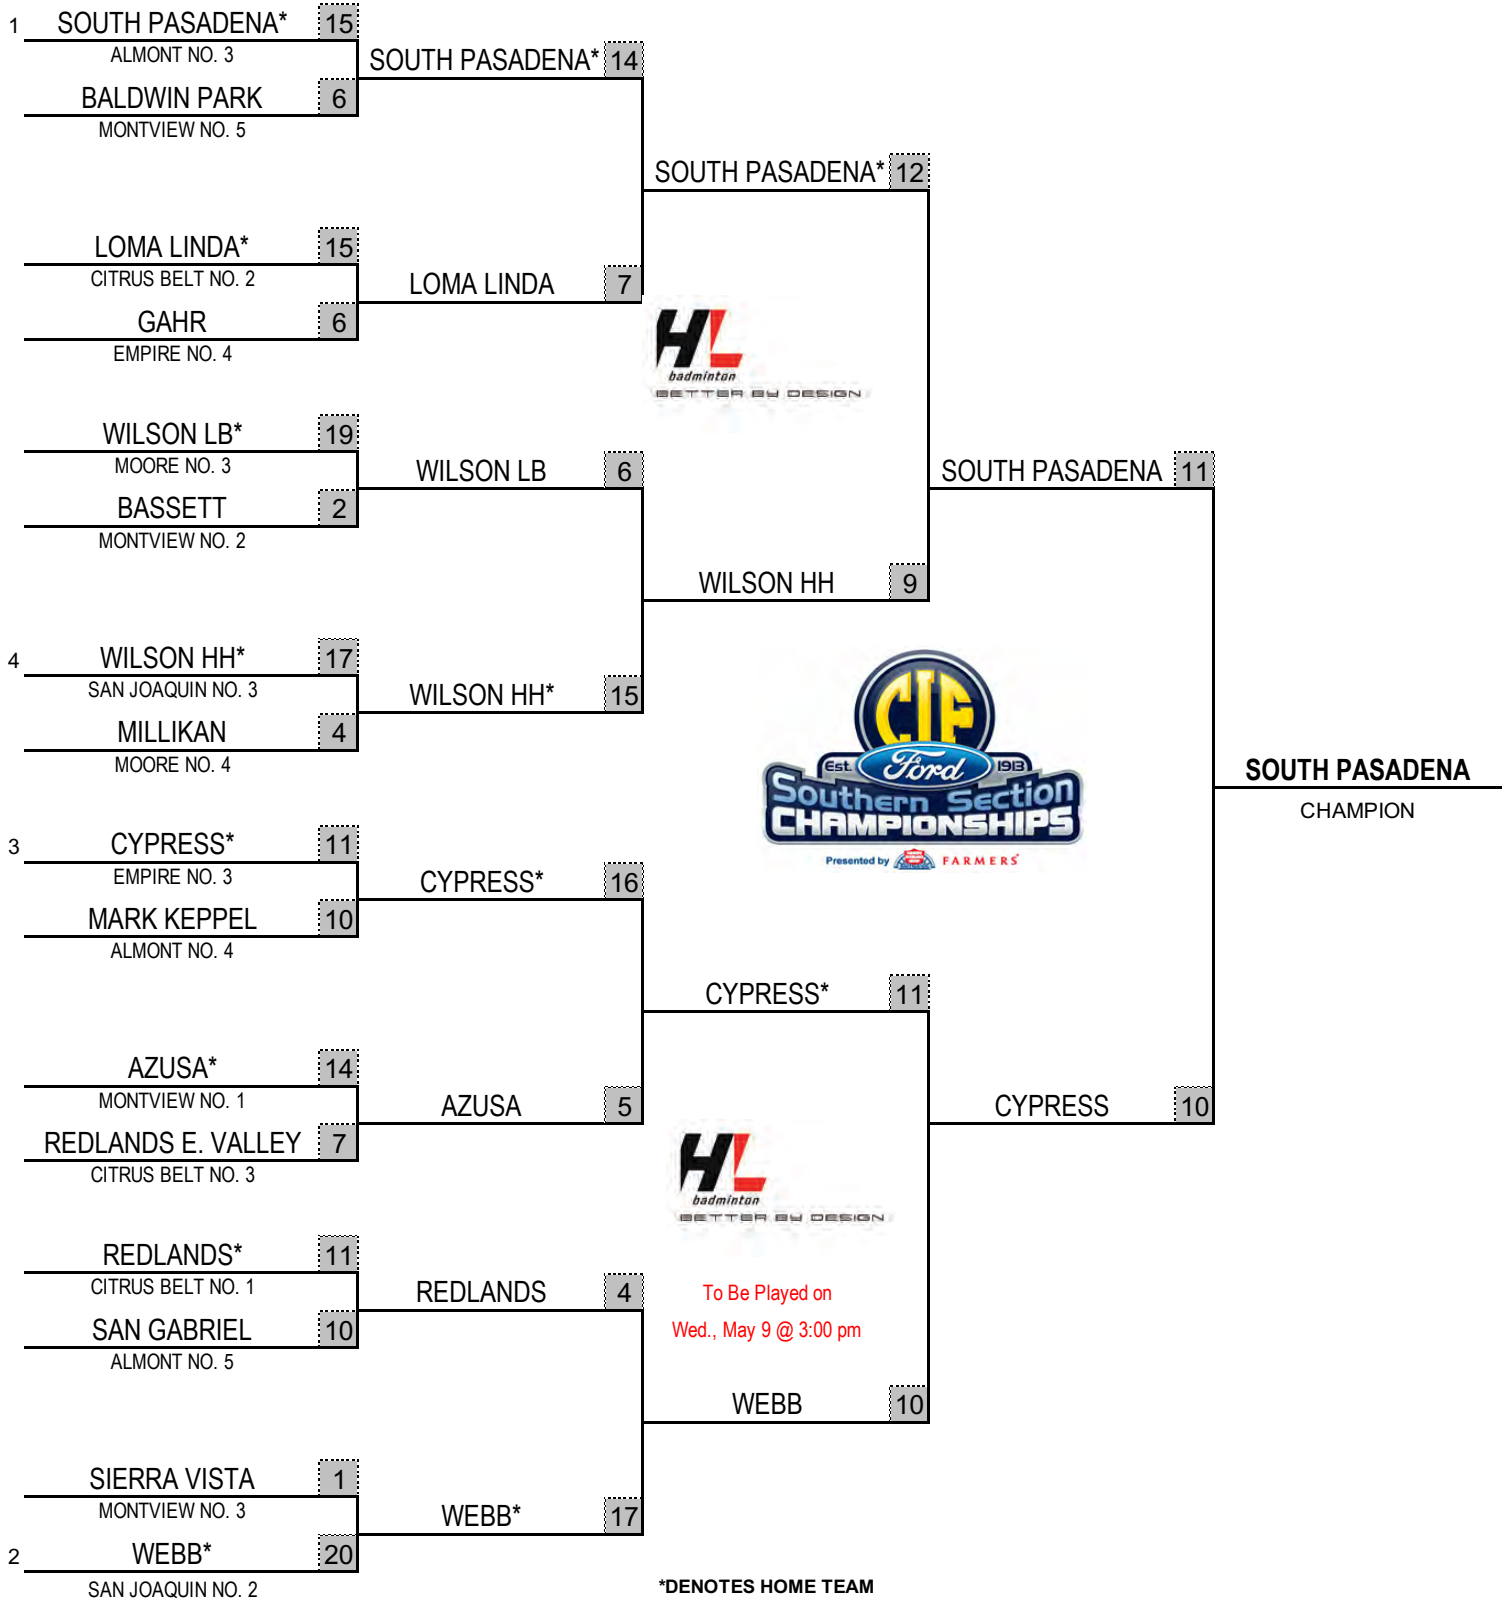 1 SOUTH PASADENA* 15
ALMONT NO. 3
BALDWIN PARK 6
MONTVIEW NO. 5
LOMA LINDA* 15
CITRUS BELT NO. 2
GAHR 6
EMPIRE NO. 4
WILSON LB* 19
MOORE NO. 3
BASSETT 2
MONTVIEW NO. 2
4 WILSON HH* 17
SAN JOAQUIN NO. 3
MILLIKAN 4
MOORE NO. 4
3 CYPRESS* 11
EMPIRE NO. 3
MARK KEPPEL 10
ALMONT NO. 4
AZUSA* 14
MONTVIEW NO. 1
REDLANDS E. VALLEY 7
CITRUS BELT NO. 3
REDLANDS* 11
CITRUS BELT NO. 1
SAN GABRIEL 10
ALMONT NO. 5
SIERRA VISTA 1
MONTVIEW NO. 3
2 WEBB* 20
SAN JOAQUIN NO. 2
SOUTH PASADENA* 14
LOMA LINDA 7
WILSON LB 6
WILSON HH* 15
CYPRESS* 16
AZUSA 5
REDLANDS 4
WEBB* 17
SOUTH PASADENA* 12
HL
badminton
BETTER BY DESIGN
WILSON HH 9
CYPRESS* 11
HL
badminton
BETTER BY DESIGN
To Be Played on
Wed., May 9 @ 3:00 pm
WEBB 10
*DENOTES HOME TEAM
SOUTH PASADENA 11
CIF
Est. Ford 1913
Southern Section
CHAMPIONSHIPS
Presented by FARMERS
CYPRESS 10
SOUTH PASADENA
CHAMPION